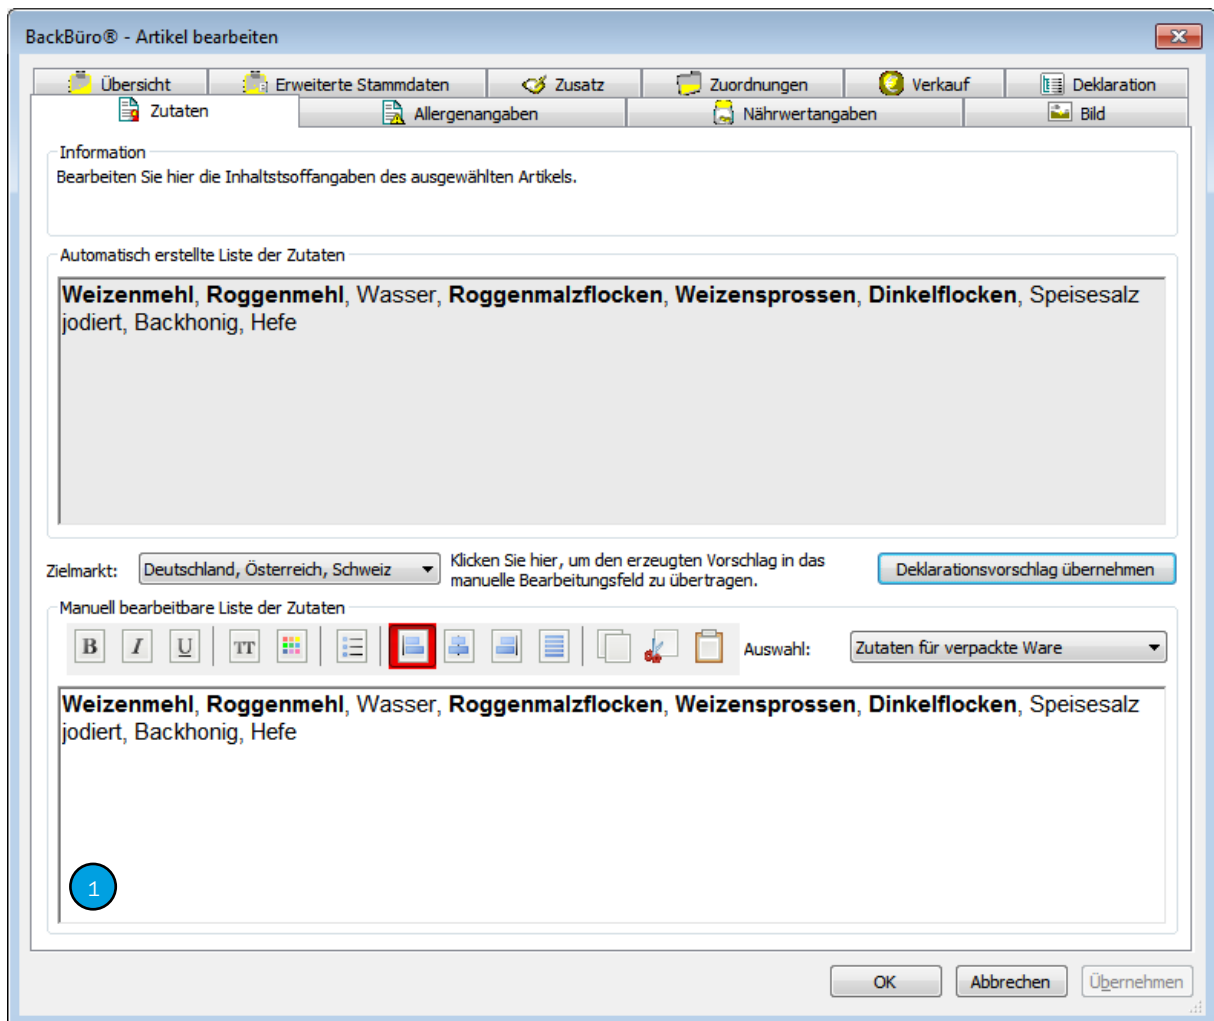 BackBüro® - Artikel bearbeiten
Übersicht Erweiterte Stammdaten Zusatz Zuordnungen Verkauf Deklaration
Zutaten Allergenangaben Nährwertangaben Bild
Information
Bearbeiten Sie hier die Inhaltstsoffangaben des ausgewählten Artikels.
Automatisch erstellte Liste der Zutaten
Weizenmehl, Roggenmehl, Wasser, Roggenmalzflocken, Weizensprossen, Dinkelflocken, Speisesalz
jodiert, Backhonig, Hefe
Zielmarkt: Deutschland, Österreich, Schweiz
Klicken Sie hier, um den erzeugten Vorschlag in das
manuelle Bearbeitungsfeld zu übertragen.
Deklarationsvorschlag übernehmen
Manuell bearbeitbare Liste der Zutaten
B I U TT Auswahl: Zutaten für verpackte Ware
Weizenmehl, Roggenmehl, Wasser, Roggenmalzflocken, Weizensprossen, Dinkelflocken, Speisesalz
jodiert, Backhonig, Hefe
1
OK Abbrechen Übernehmen